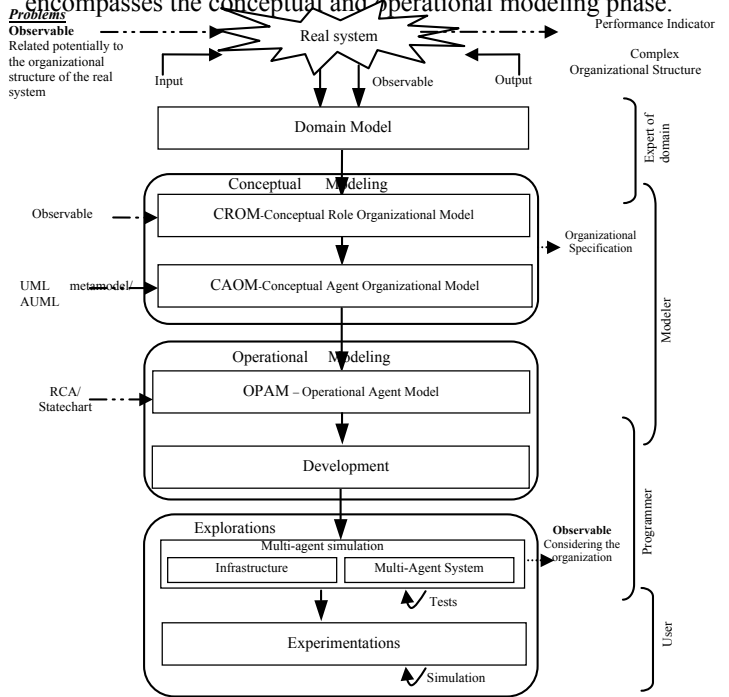 encompasses the conceptual and operational modeling phase.
Problems
Observable
Related potentially to
the organizational
structure of the real
system
Real system
Performance Indicator
Complex
Organizational Structure
Input
Observable
Output
Domain Model
Expert of
domain
Conceptual Modeling
Observable
CROM-Conceptual Role Organizational Model
Organizational
Specification
UML metamodel/
AUML
CAOM-Conceptual Agent Organizational Model
Modeler
Operational Modeling
RCA/
Statechart
OPAM – Operational Agent Model
Development
Programmer
Explorations
Multi-agent simulation
Infrastructure
Multi-Agent System
Observable
Considering the
organization
Tests
Experimentations
User
Simulation